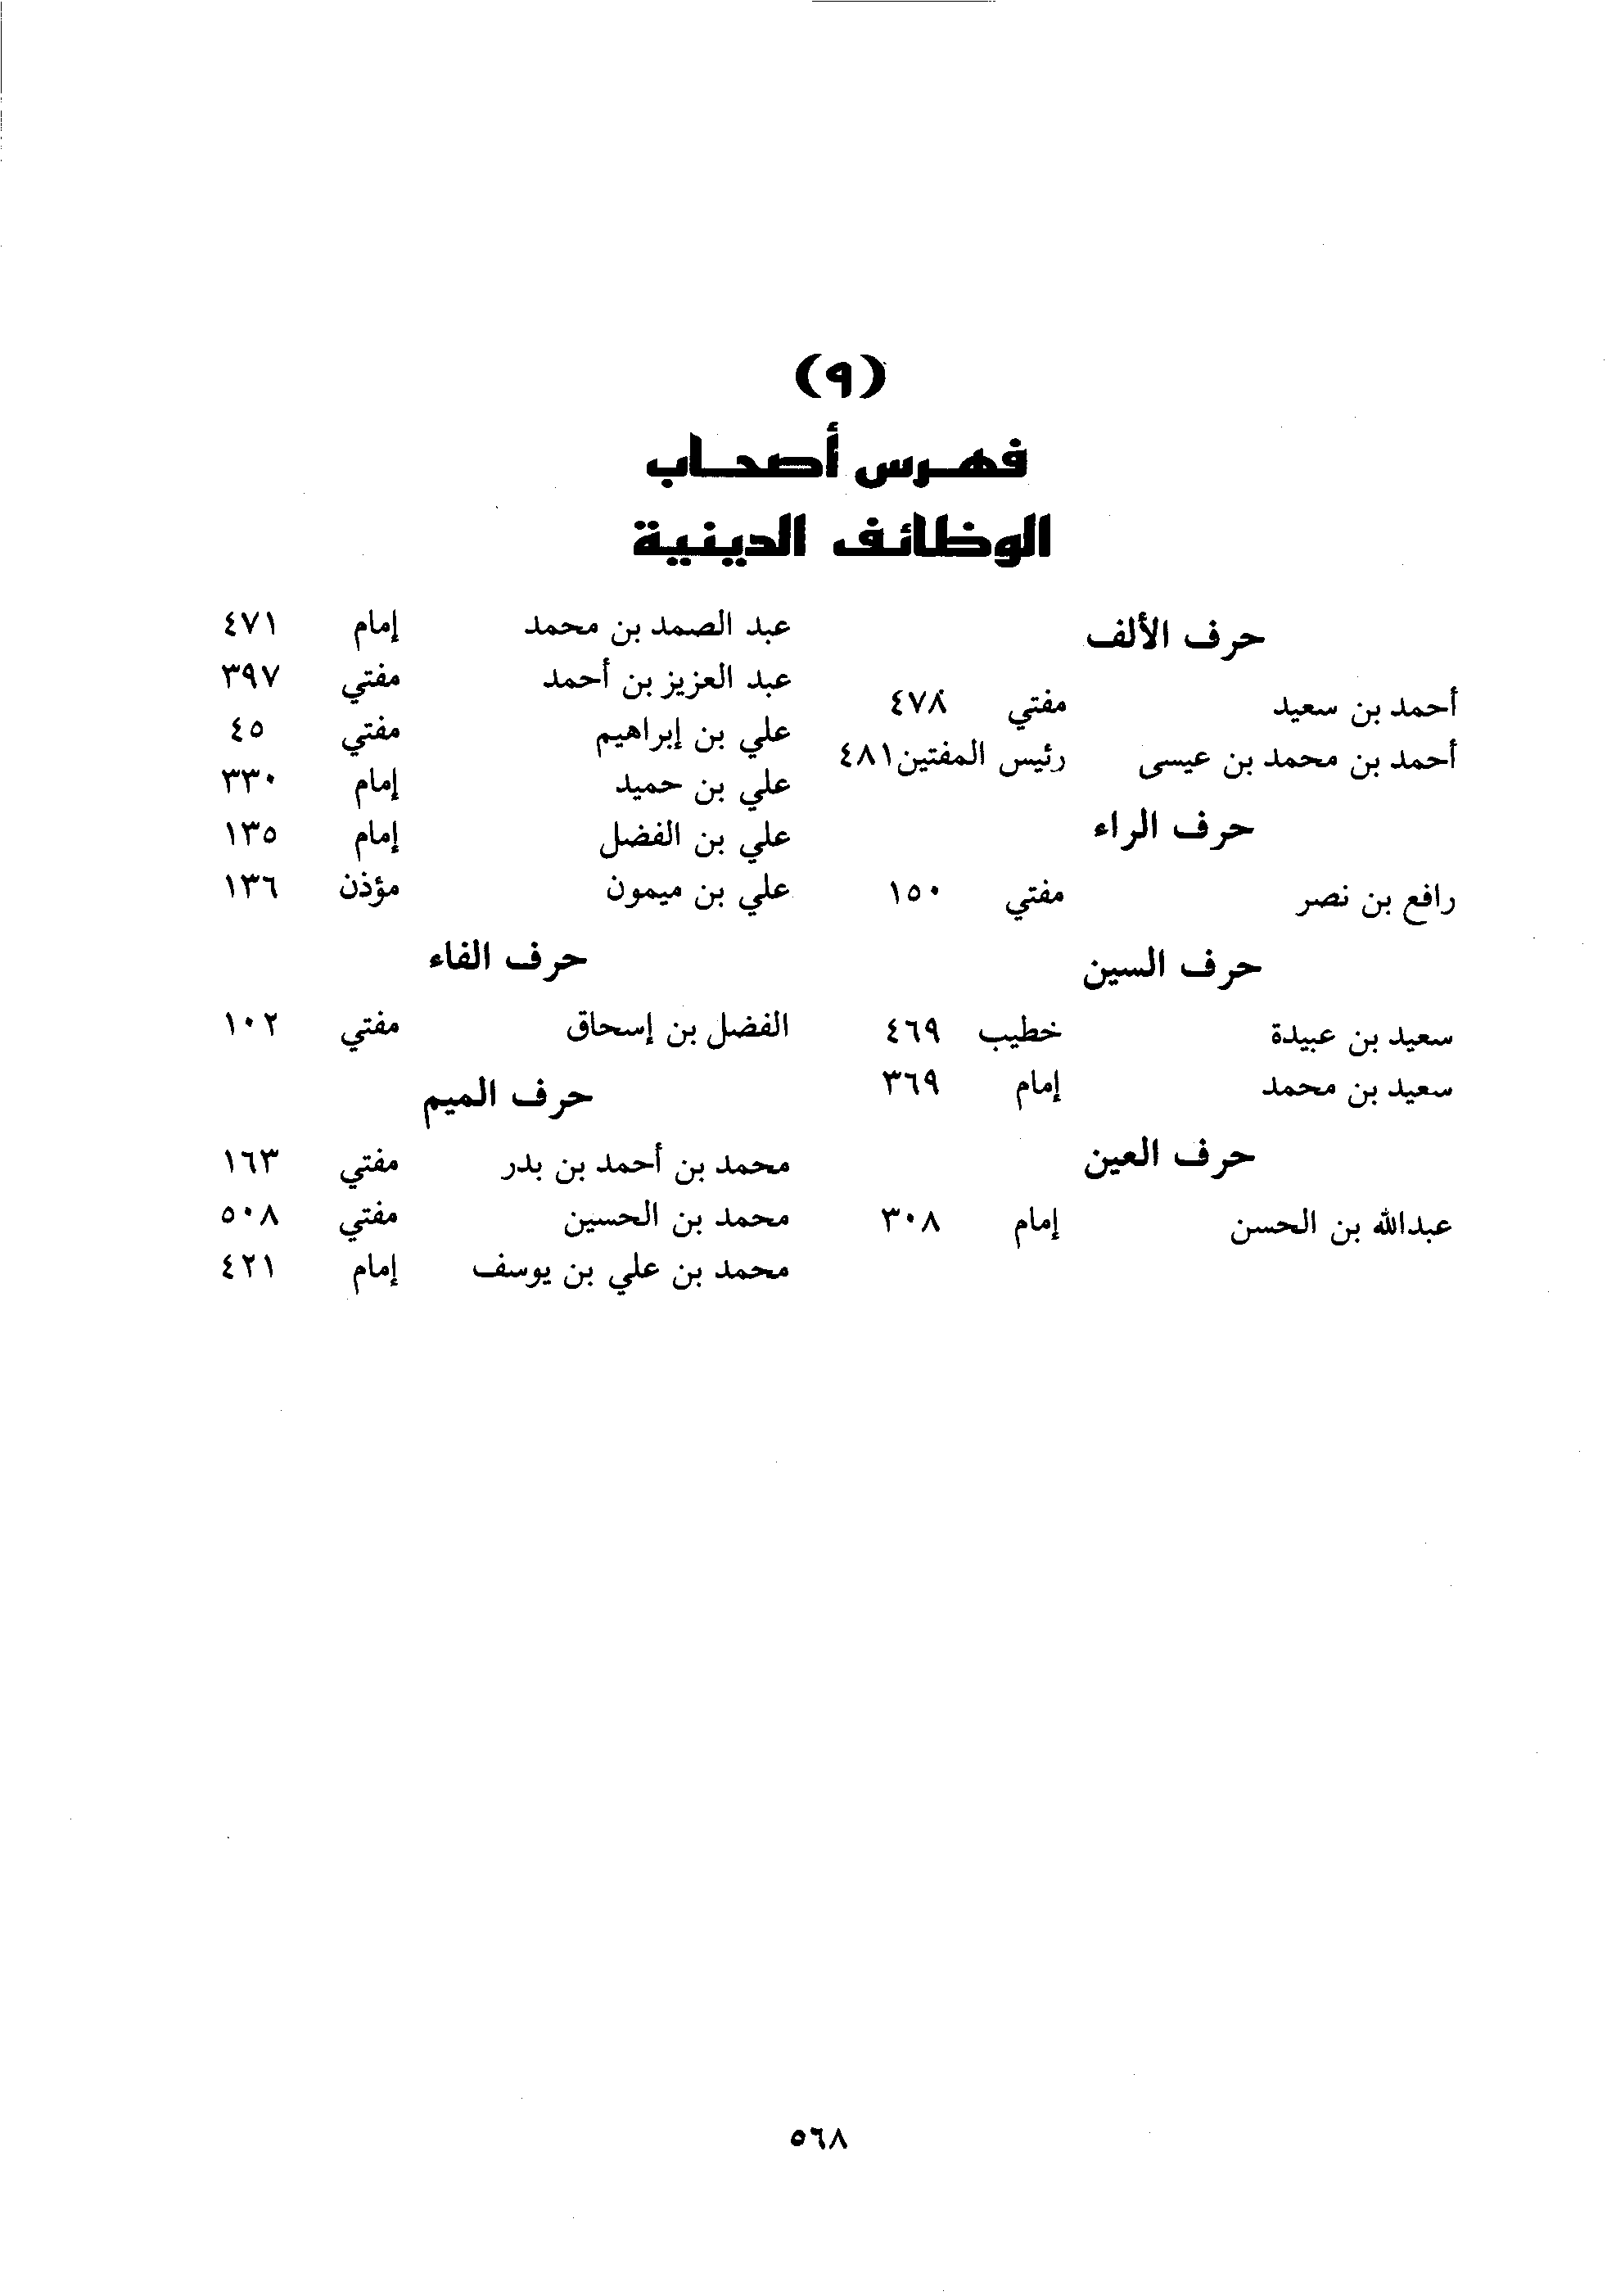 (٩)
فهرس أصحاب
الوظائف الدينية
حرف الألف
أحمد بن سعيد مفتي ٤٧٨
أحمد بن محمد بن عيسى رئيس المفتين ٤٨١
حرف الراء
رافع بن نصر مفتي ١٥٠
حرف السين
سعيد بن عبيدة خطيب ٤٦٩
سعيد بن محمد إمام ٣٦٩
حرف العين
عبدالله بن الحسن إمام ٣٠٨
عبد الصمد بن محمد إمام ٤٧١
عبد العزيز بن أحمد مفتي ٣٩٧
علي بن إبراهيم مفتي ٤٥
علي بن حميد إمام ٣٣٠
علي بن الفضل إمام ١٣٥
علي بن ميمون مؤذن ١٣٦
حرف الفاء
الفضل بن إسحاق مفتي ١٠٢
حرف الميم
محمد بن أحمد بن بدر مفتي ١٦٣
محمد بن الحسين مفتي ٥٠٨
محمد بن علي بن يوسف إمام ٤٢١
٥٦٨